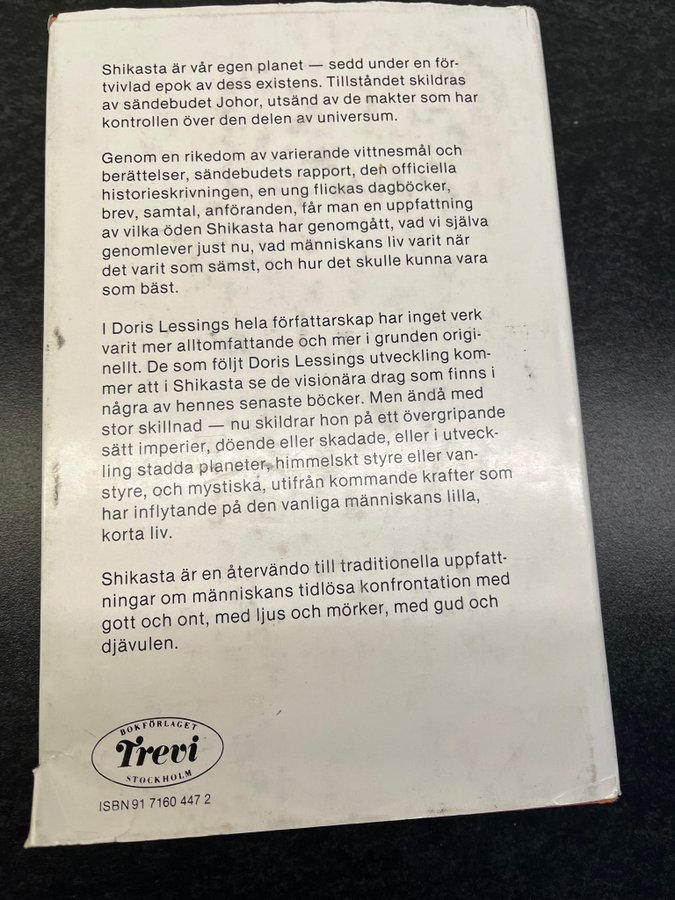 Shikasta är vår egen planet — sedd under en för-
tvivlad epok av dess existens. Tillståndet skildras
av sändebudet Johor, utsänd av de makter som har
kontrollen över den delen av universum.
Genom en rikedom av varierande vittnesmål och
berättelser, sändebudets rapport, den officiella
historieskrivningen, en ung flickas dagböcker,
brev, samtal, anföranden, får man en uppfattning
av vilka öden Shikasta har genomgått, vad vi själva
genomlever just nu, vad människans liv varit när
det varit som sämst, och hur det skulle kunna vara
som bäst.
I Doris Lessings hela författarskap har inget verk
varit mer alltomfattande och mer i grunden origi-
nellt. De som följt Doris Lessings utveckling kom-
mer att i Shikasta se de visionära drag som finns i
några av hennes senaste böcker. Men ändå med
stor skillnad — nu skildrar hon på ett övergripande
sätt imperier, döende eller skadade, eller i utveck-
ling stadda planeter, himmelskt styre eller van-
styre, och mystiska, utifrån kommande krafter som
har inflytande på den vanliga människans lilla,
korta liv.
Shikasta är en återvändo till traditionella uppfatt-
ningar om människans tidlösa konfrontation med
gott och ont, med ljus och mörker, med gud och
djävulen.
BOKFÖRLAGET
Trevi
STOCKHOLM
ISBN 91 7160 447 2